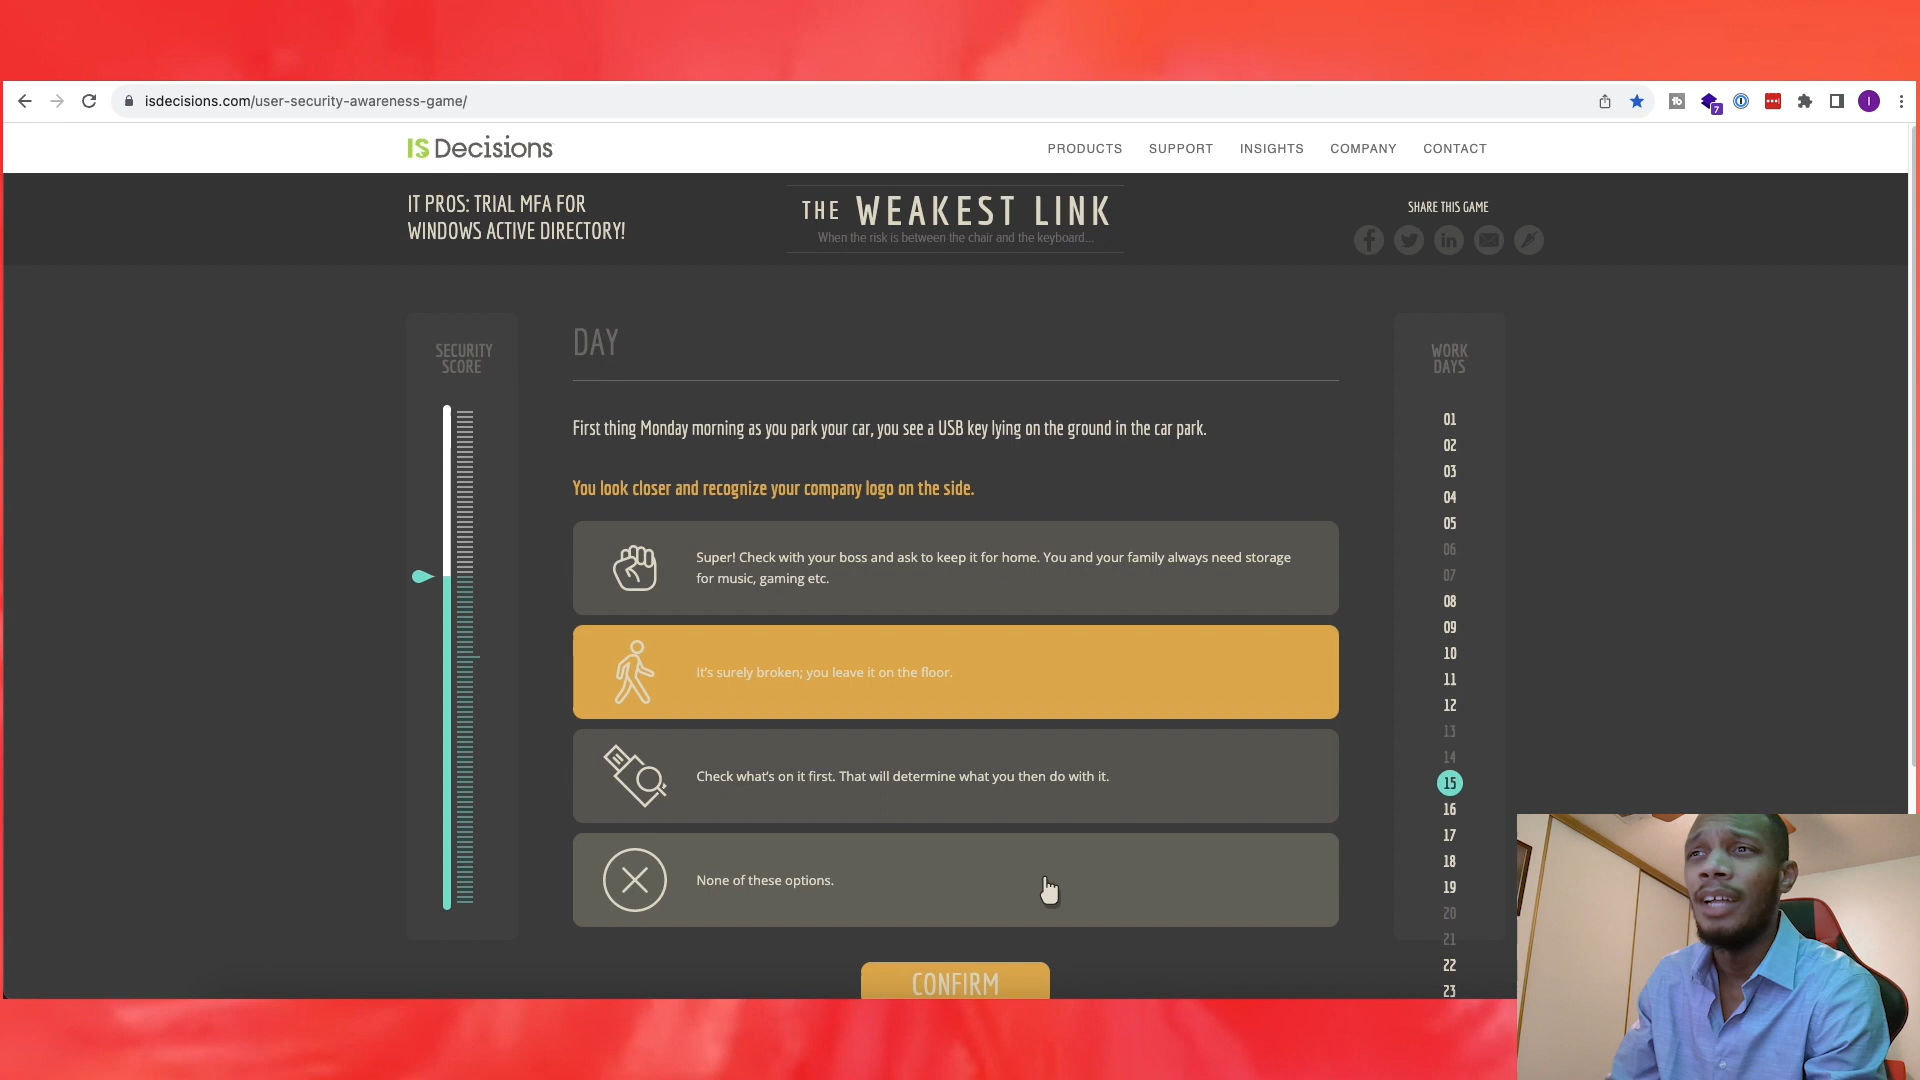 isdecisions.com/user-security-awareness-game/
7
I
IS Decisions
PRODUCTS SUPPORT INSIGHTS COMPANY CONTACT
IT PROS: TRIAL MFA FOR
WINDOWS ACTIVE DIRECTORY!
THE WEAKEST LINK
When the risk is between the chair and the keyboard...
SHARE THIS GAME
SECURITY
SCORE
DAY
First thing Monday morning as you park your car, you see a USB key lying on the ground in the car park.
You look closer and recognize your company logo on the side.
Super! Check with your boss and ask to keep it for home. You and your family always need storage
for music, gaming etc.
It's surely broken; you leave it on the floor.
Check what's on it first. That will determine what you then do with it.
None of these options.
CONFIRM
WORK
DAYS
01
02
03
04
05
06
07
08
09
10
11
12
13
14
15
16
17
18
19
20
21
22
23